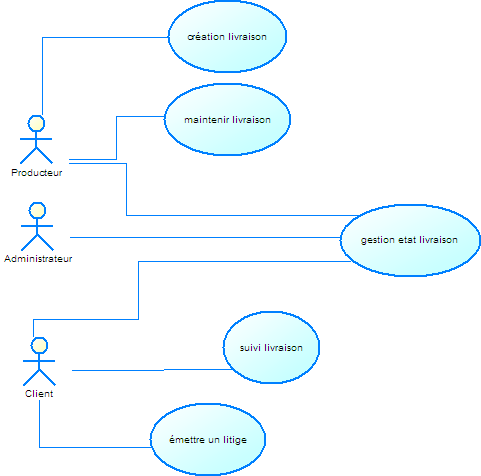 création livraison
maintenir livraison
Producteur
Administrateur
gestion etat livraison
suivi livraison
Client
émettre un litige